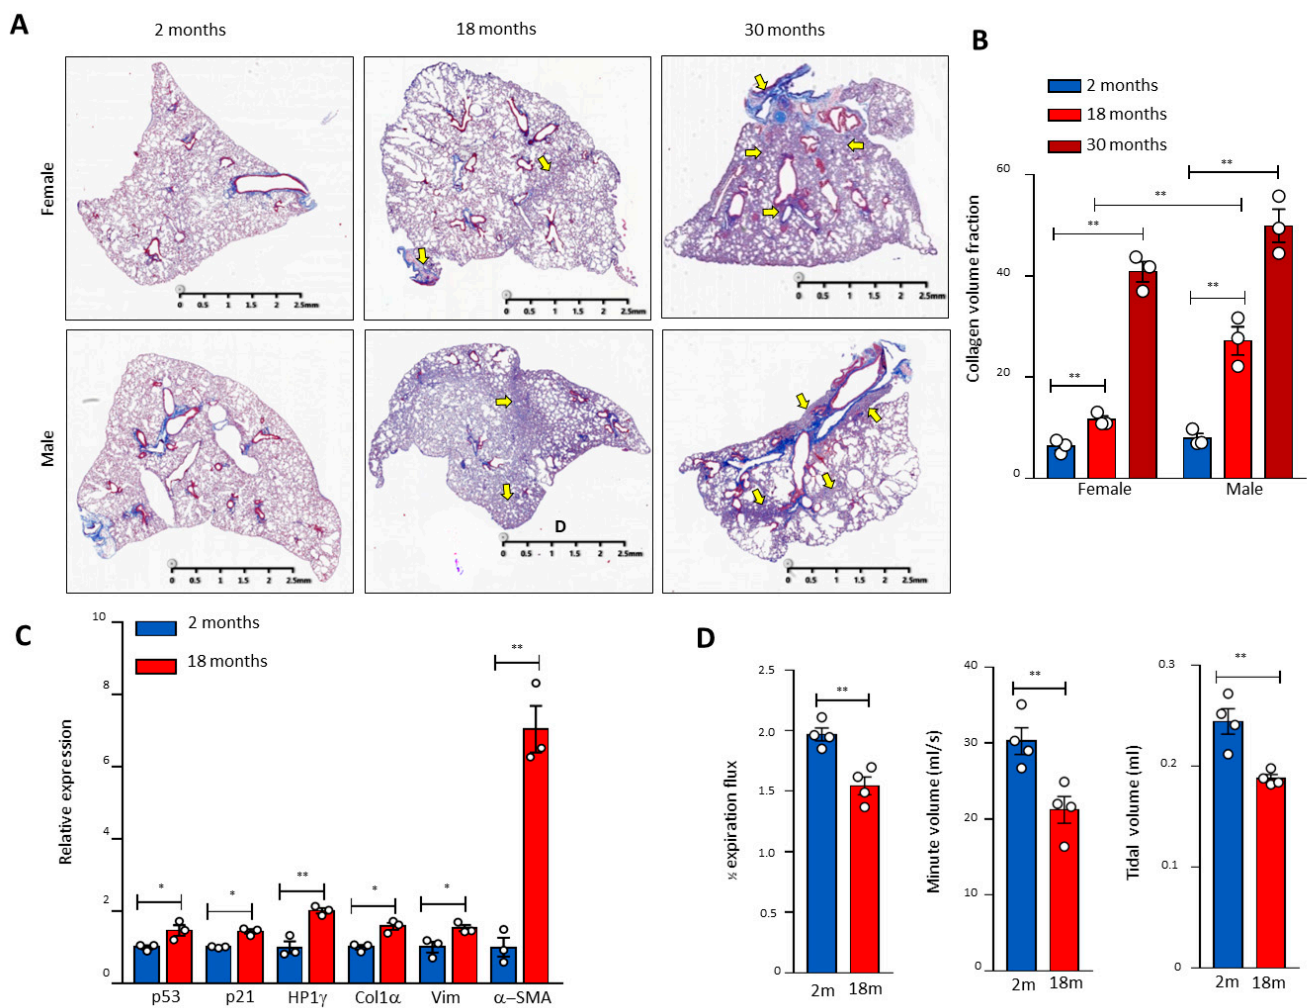 A
2 months
18 months
30 months
Female
0 0.5 1 1.5 2 2.5mm
0 0.5 1 1.5 2 2.5mm
0 0.5 1 1.5 2 2.5mm
Male
0 0.5 1 1.5 2 2.5mm
D
0 0.5 - 1 1.5 2 2.5mm
0 0.5 1 1.5 2 2.5mm
B
2 months
18 months
30 months
Collagen volume fraction
60
40
20
0
**
**
**
**
**
**
Female
Male
C
2 months
18 months
Relative expression
10
8
6
4
2
0
*
*
**
*
*
**
p53
p21
HP1γ
Col1α
Vim
α–SMA
D
½ expiration flux
2.5
2.0
1.5
1.0
0.5
0
**
2m
18m
Minute volume (ml/s)
40
30
20
10
0
**
2m
18m
Tidal volume (ml)
0.3
0.2
0.1
0
**
2m
18m